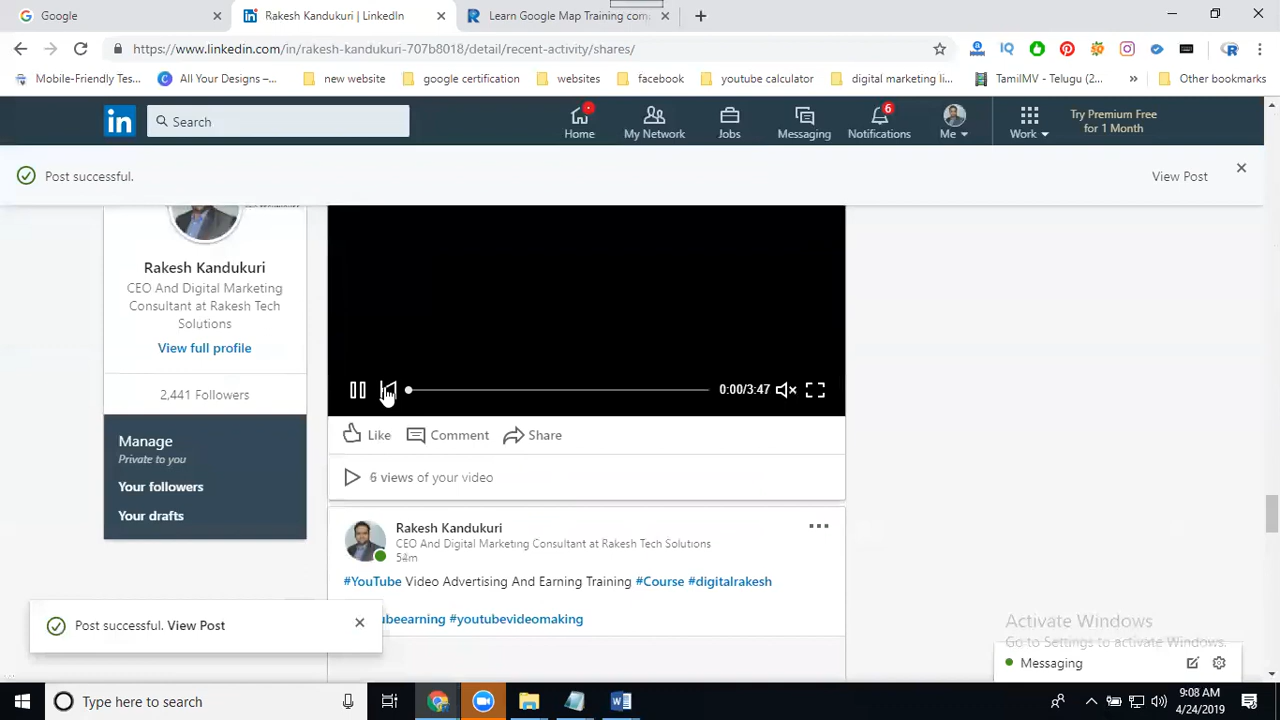 Google
Rakesh Kandukuri | LinkedIn
Learn Google Map Training com
https://www.linkedin.com/in/rakesh-kandukuri-707b8018/detail/recent-activity/shares/
Mobile-Friendly Tes...
All Your Designs –...
new website
google certification
websites
facebook
youtube calculator
digital marketing li...
TamilMV - Telugu (2...
Other bookmarks
in
Search
Home
My Network
Jobs
Messaging
6
Notifications
Me
Work
Try Premium Free
for 1 Month
Post successful.
View Post
Rakesh Kandukuri
CEO And Digital Marketing
Consultant at Rakesh Tech
Solutions
View full profile
2,441 Followers
Manage
Private to you
Your followers
Your drafts
0:00/3:47
Like
Comment
Share
6 views of your video
Rakesh Kandukuri
CEO And Digital Marketing Consultant at Rakesh Tech Solutions
54m
#YouTube Video Advertising And Earning Training #Course #digitalrakesh
#youtubevideomaking
Post successful. View Post
Activate Windows
Go to Settings to activate Windows.
Messaging
Type here to search
9:08 AM
4/24/2019